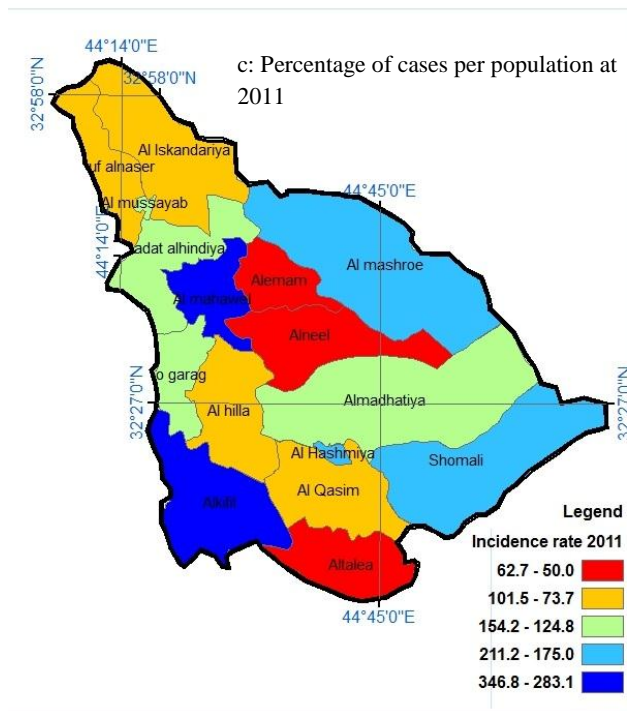 44°14'0"E
32°58'0"N
32°58'0"N
c: Percentage of cases per population at
2011
Al Iskandariya
uf alnaser
Al mussayab
44°45'0"E
adat alhindiya
44°14'0"E
Al mashroe
Alemam
Al mahawel
Alneel
o garag
Almadhatiya
32°27'0"N
32°27'0"N
Al hilla
Al Hashmiya
Shomali
Al Qasim
Alkifil
Altalea
44°45'0"E
Legend
Incidence rate 2011
62.7 - 50.0
101.5 - 73.7
154.2 - 124.8
211.2 - 175.0
346.8 - 283.1